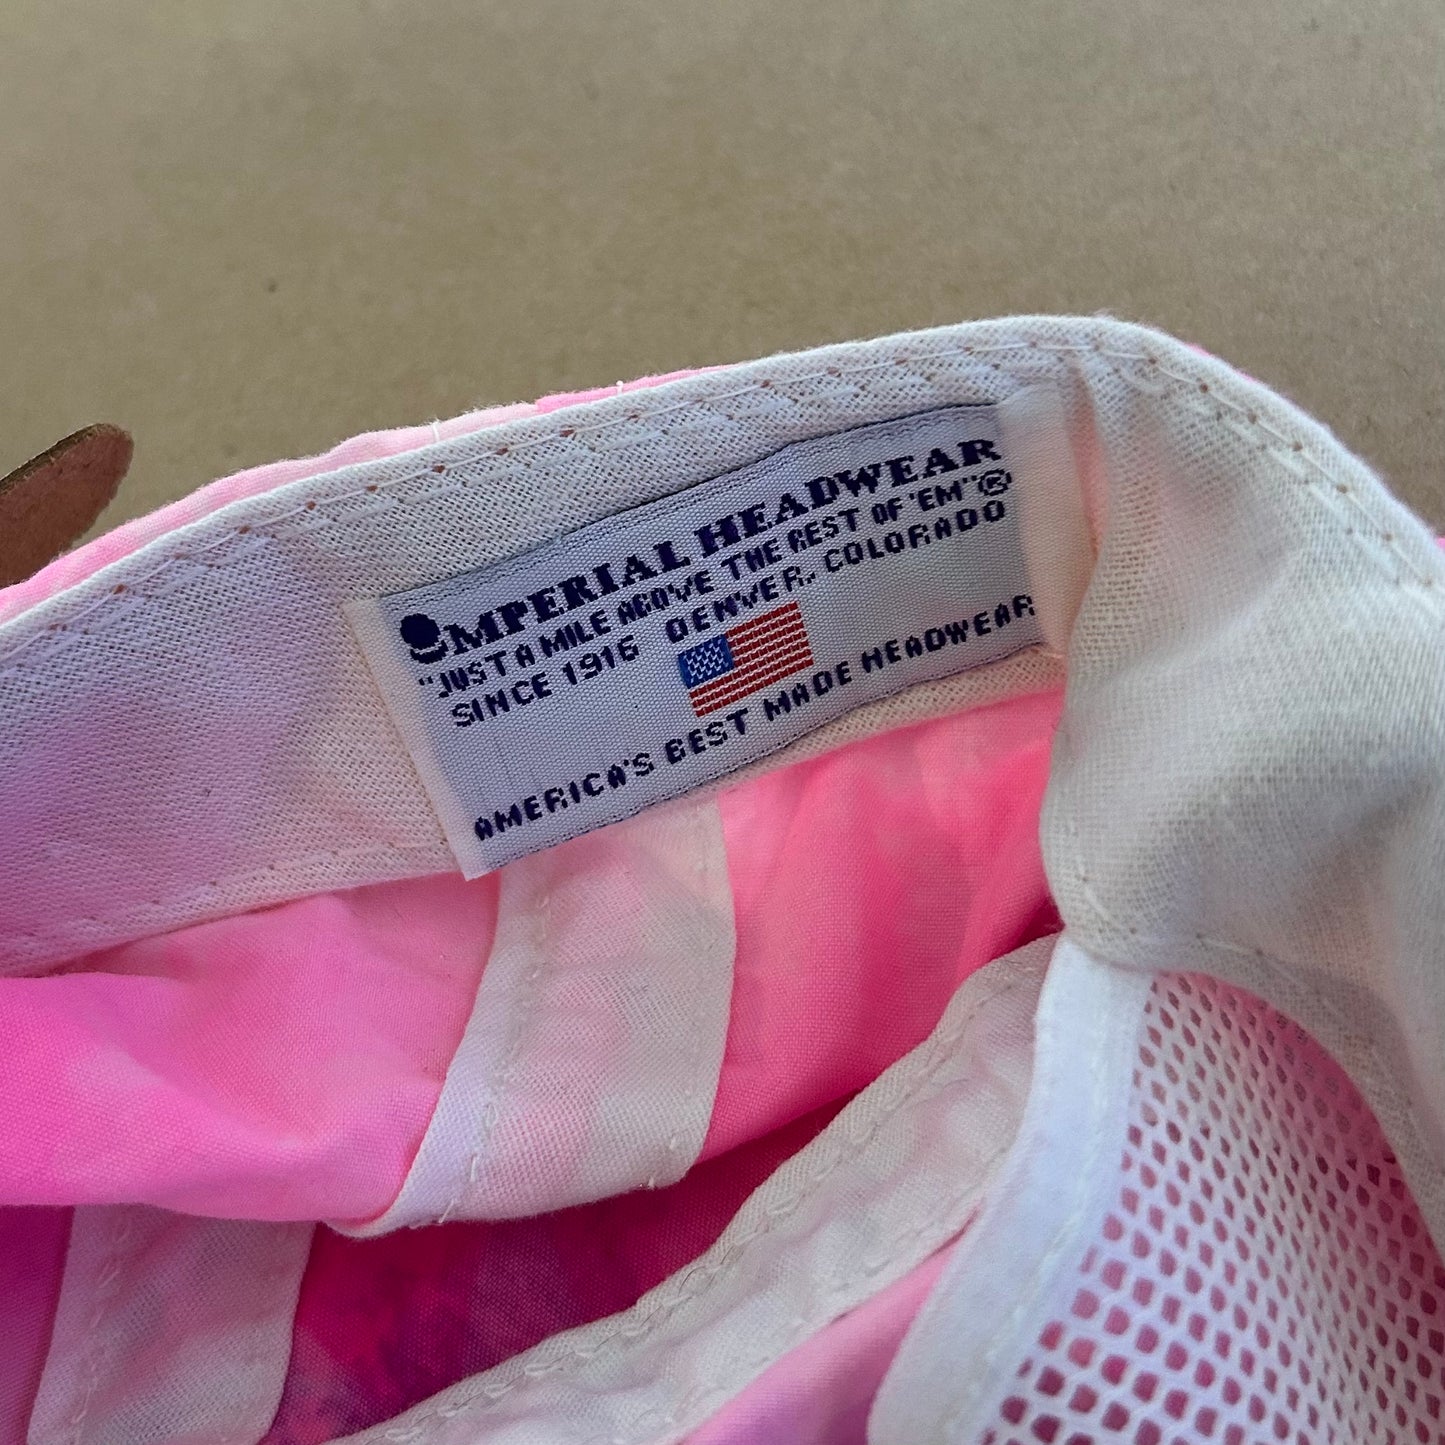 IMPERIAL HEADWEAR
"JUST A MILE ABOVE THE REST OF 'EM"®
SINCE 1916 DENVER, COLORADO
AMERICA'S BEST MADE HEADWEAR